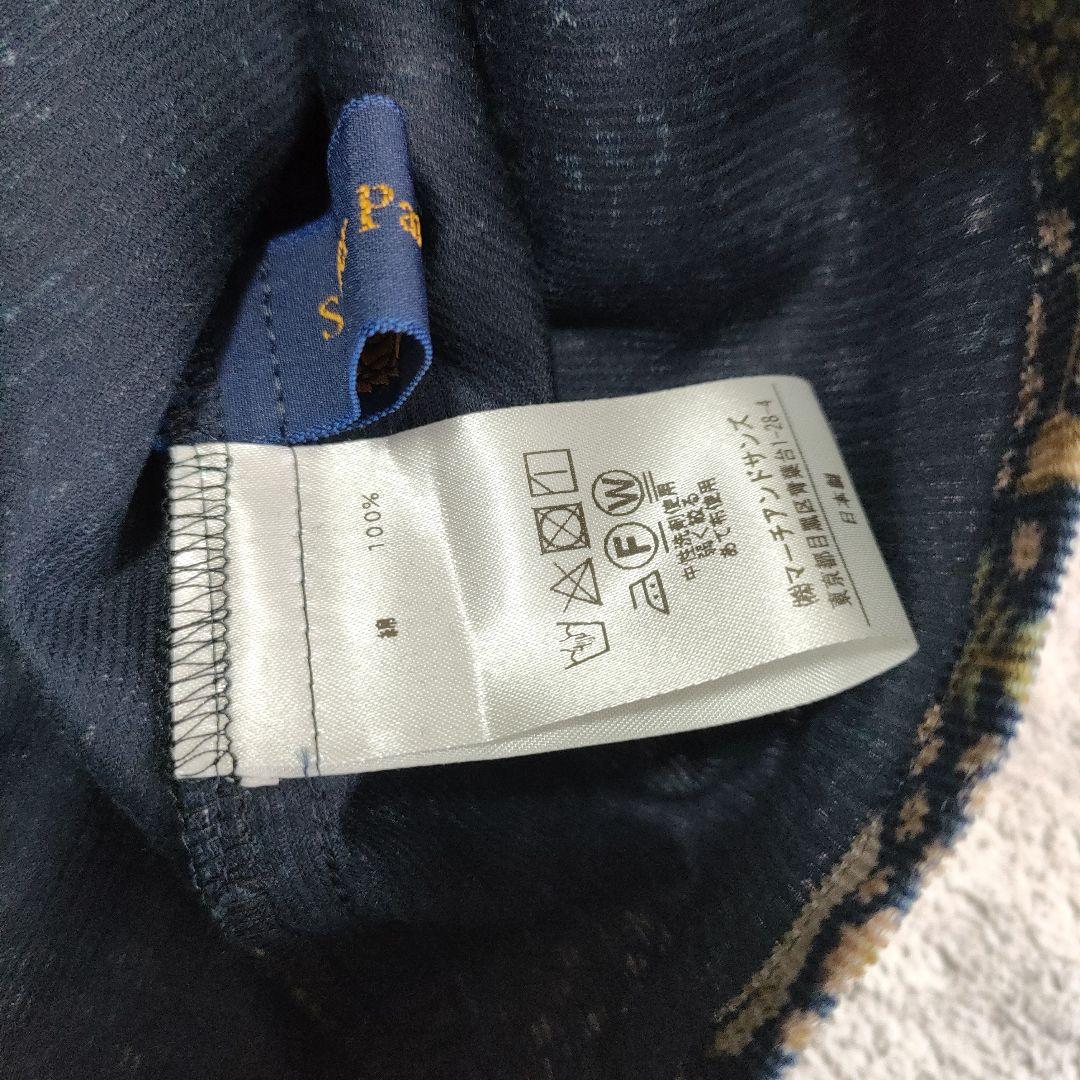 Pa
s
綿 100%
F W
中性洗剤使用
弱く絞る
あて布使用
㈱マーチアンドサンズ
東京都目黒区青葉台1-28-4
日本製